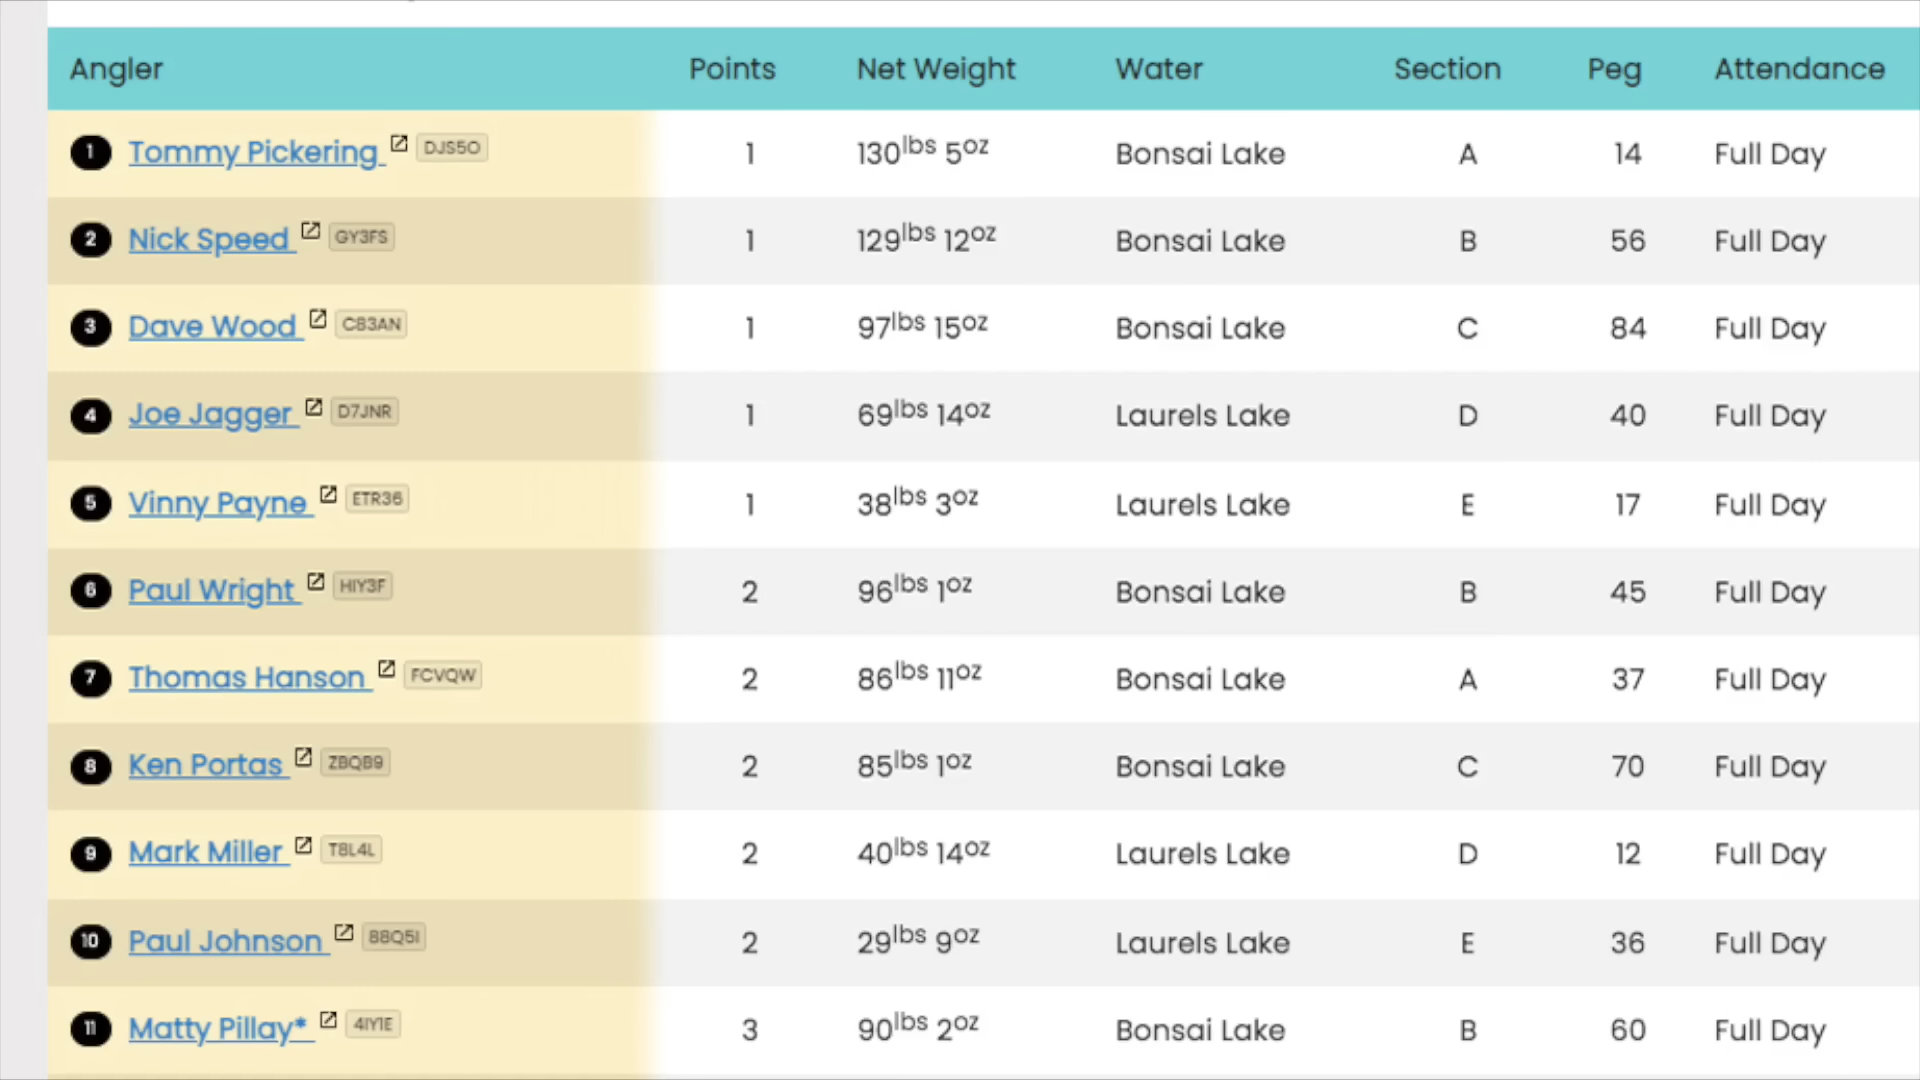 Angler Points Net Weight Water Section Peg Attendance
1 Tommy Pickering DJS5O 1 130lbs 5oz Bonsai Lake A 14 Full Day
2 Nick Speed GY3FS 1 129lbs 12oz Bonsai Lake B 56 Full Day
3 Dave Wood C83AN 1 97lbs 15oz Bonsai Lake C 84 Full Day
4 Joe Jagger D7JNR 1 69lbs 14oz Laurels Lake D 40 Full Day
5 Vinny Payne ETR36 1 38lbs 3oz Laurels Lake E 17 Full Day
6 Paul Wright HIY3F 2 96lbs 1oz Bonsai Lake B 45 Full Day
7 Thomas Hanson FCVQW 2 86lbs 11oz Bonsai Lake A 37 Full Day
8 Ken Portas 2 85lbs 1oz Bonsai Lake C 70 Full Day
9 Mark Miller T8L4L 2 40lbs 14oz Laurels Lake D 12 Full Day
10 Paul Johnson 2 29lbs 9oz Laurels Lake E 36 Full Day
11 Matty Pillay* 4IY1E 3 90lbs 2oz Bonsai Lake B 60 Full Day